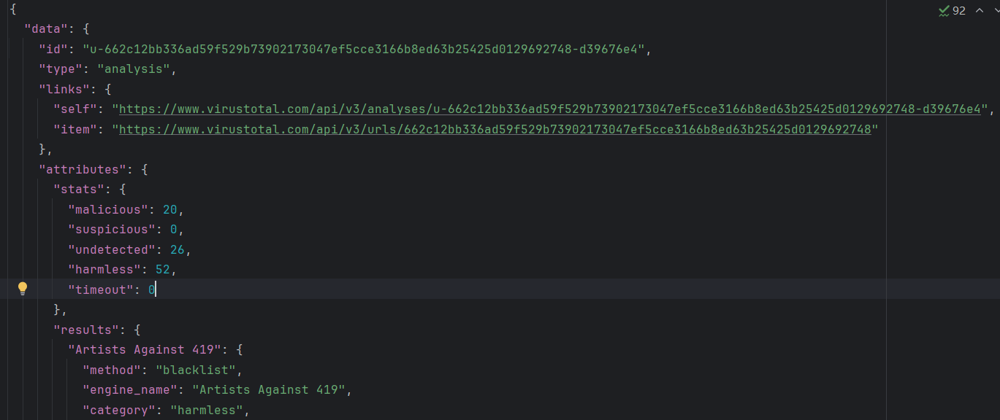 92
{
"data": {
"id": "u-662c12bb336ad59f529b73902173047ef5cce3166b8ed63b25425d0129692748-d39676e4",
"type": "analysis",
"links": {
"self": "https://www.virustotal.com/api/v3/analyses/u-662c12bb336ad59f529b73902173047ef5cce3166b8ed63b25425d0129692748-d39676e4",
"item": "https://www.virustotal.com/api/v3/urls/662c12bb336ad59f529b73902173047ef5cce3166b8ed63b25425d0129692748"
},
"attributes": {
"stats": {
"malicious": 20,
"suspicious": 0,
"undetected": 26,
"harmless": 52,
"timeout": 0
},
"results": {
"Artists Against 419": {
"method": "blacklist",
"engine_name": "Artists Against 419",
"category": "harmless",